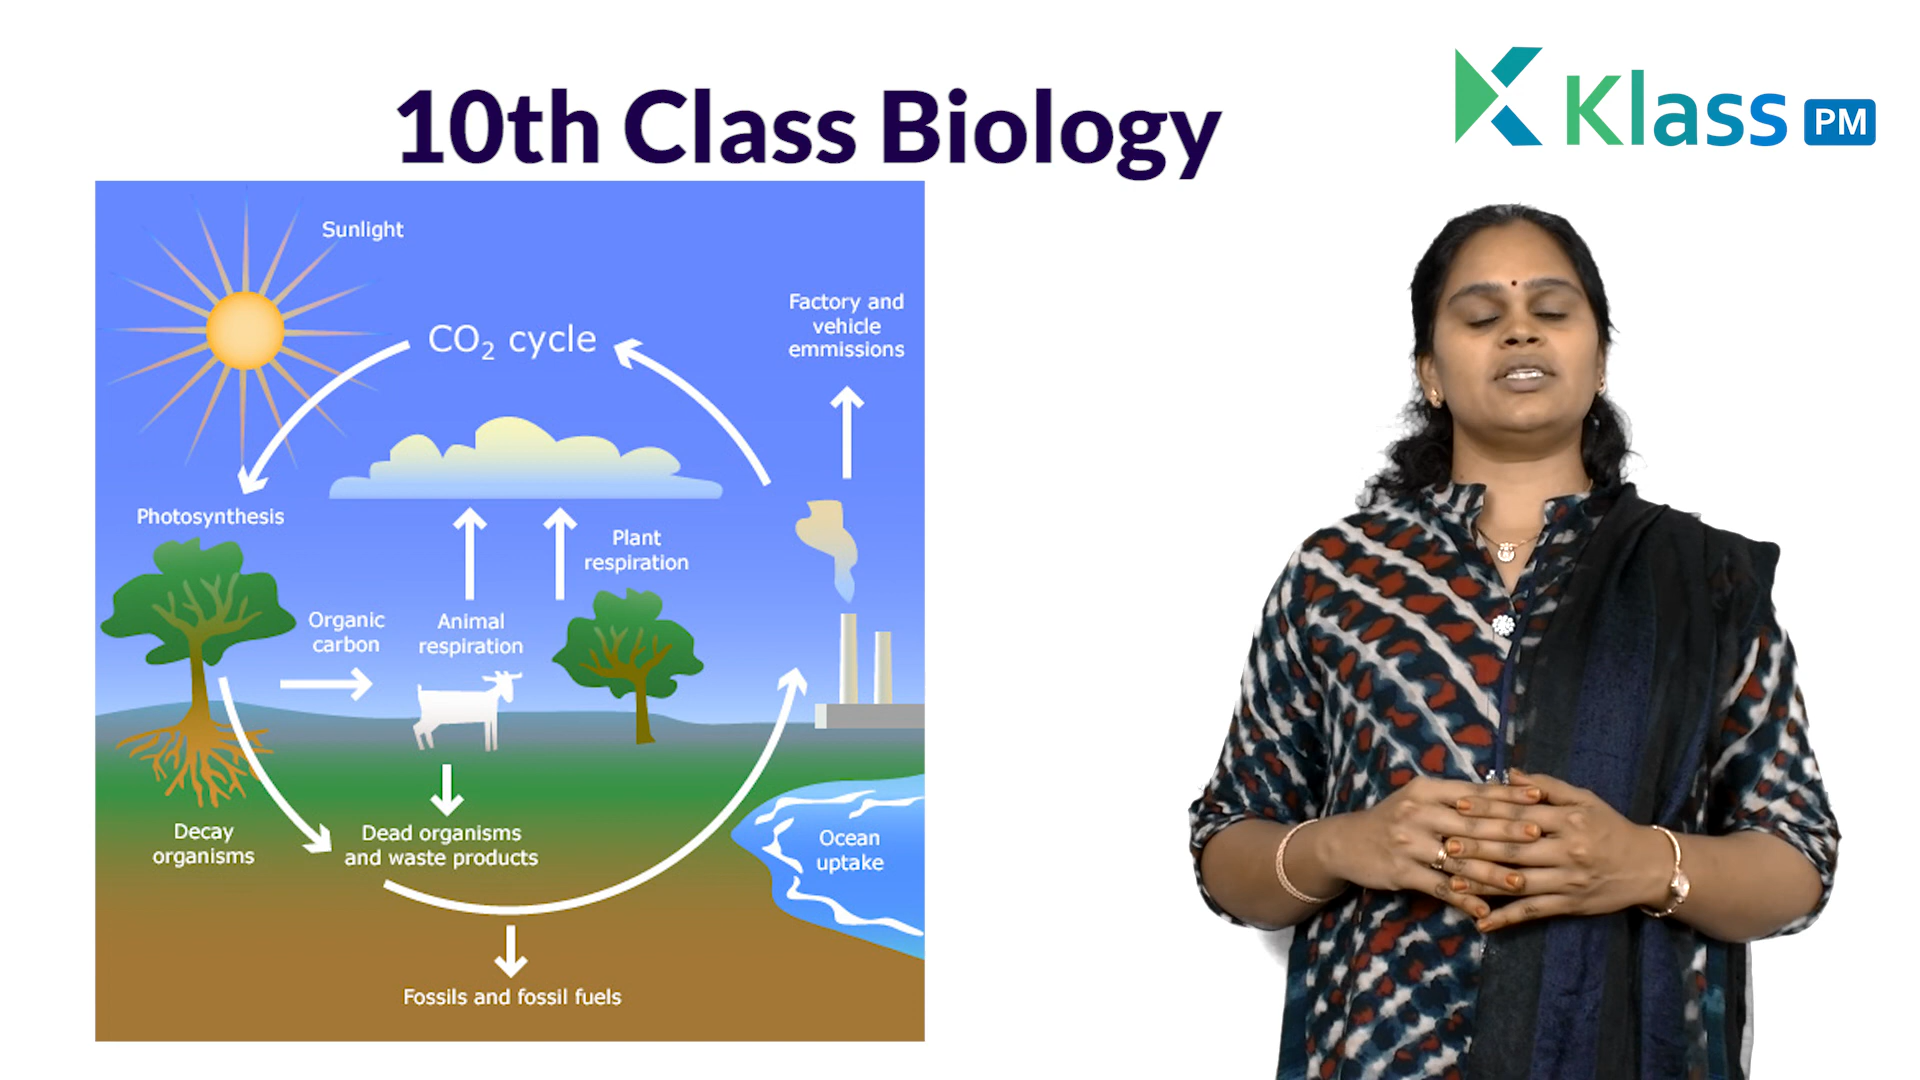 10th Class Biology
Klass PM
Sunlight
Factory and
vehicle
emmissions
CO₂ cycle
Photosynthesis
Plant
respiration
Organic
carbon
Animal
respiration
Decay
organisms
Dead organisms
and waste products
Ocean
uptake
Fossils and fossil fuels